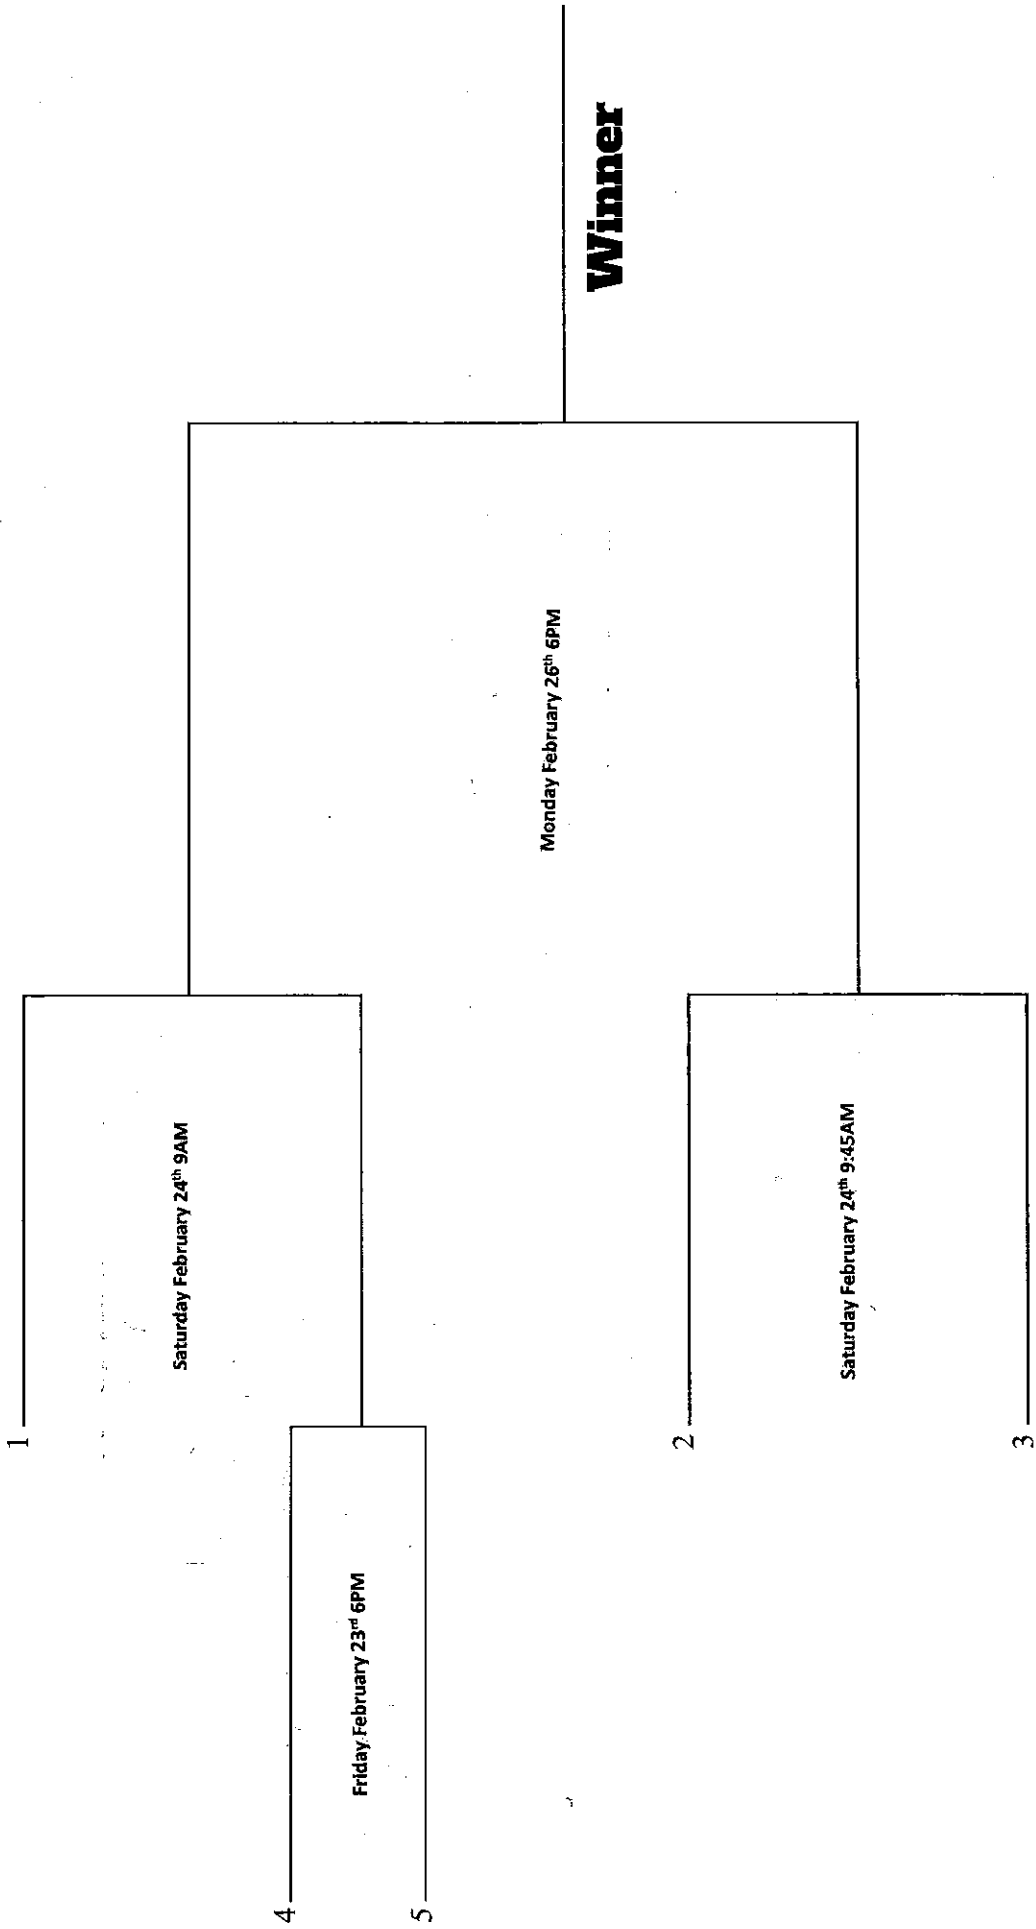 1
Saturday February 24th 9AM
4
Friday February 23rd 6PM
5
Monday February 26th 6PM
Winner
2
Saturday February 24th 9:45AM
3